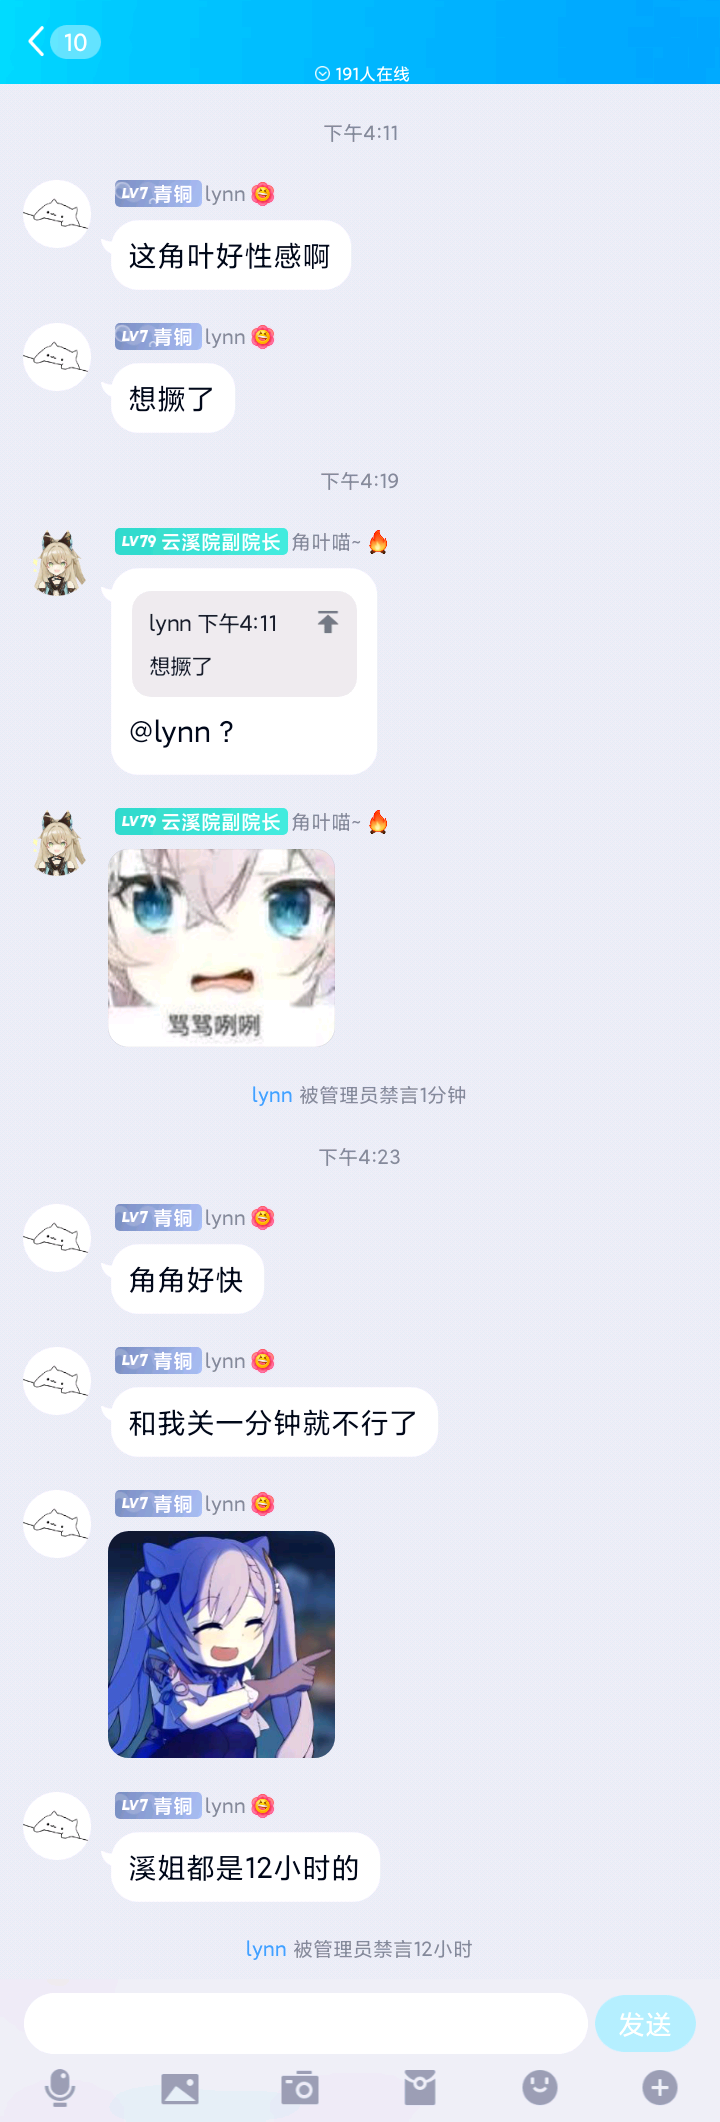 10
191人在线
下午4:11
LV7 青铜 lynn
这角叶好性感啊
LV7 青铜 lynn
想撅了
下午4:19
LV79 云溪院副院长 角叶喵~
lynn 下午4:11
想撅了
@lynn ?
LV79 云溪院副院长 角叶喵~
骂骂咧咧
lynn 被管理员禁言1分钟
下午4:23
LV7 青铜 lynn
角角好快
LV7 青铜 lynn
和我关一分钟就不行了
LV7 青铜 lynn
LV7 青铜 lynn
溪姐都是12小时的
lynn 被管理员禁言12小时
发送